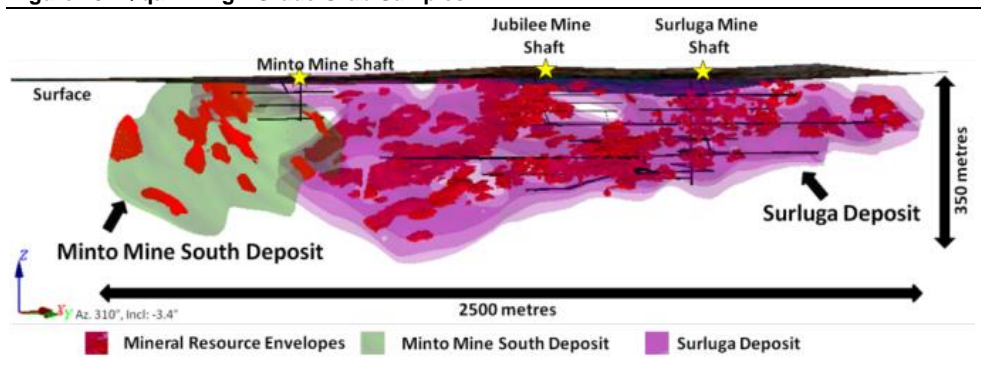 Jubilee Mine
Shaft
Surluga Mine
Shaft
Minto Mine Shaft
Surface
350 metres
Surluga Deposit
Minto Mine South Deposit
Z
X
Y
Az. 310°, Incl: -3.4°
2500 metres
Mineral Resource Envelopes
Minto Mine South Deposit
Surluga Deposit